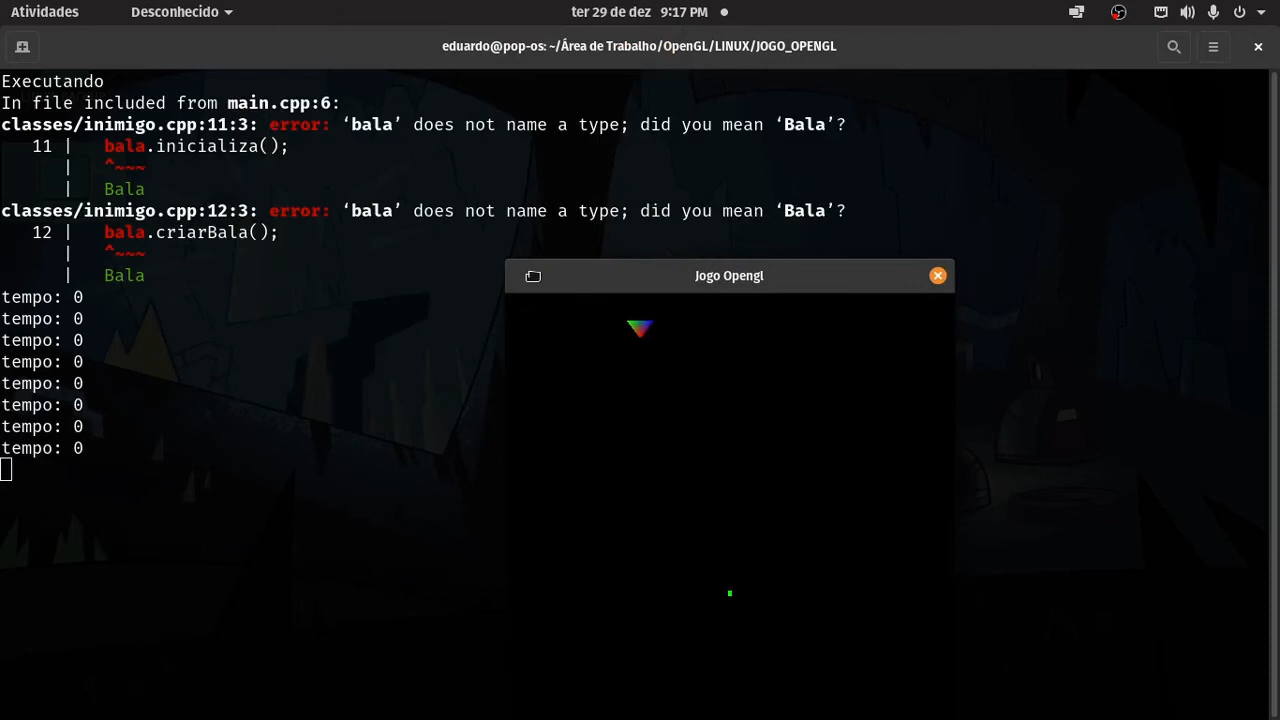 Atividades
Desconhecido
ter 29 de dez 9:17 PM
eduardo@pop-os: ~/Área de Trabalho/OpenGL/LINUX/JOGO_OPENGL
Executando
In file included from main.cpp:6:
classes/inimigo.cpp:11:3: error: ‘bala’ does not name a type; did you mean ‘Bala’?
11 | bala.inicializa();
| ^~~~
| Bala
classes/inimigo.cpp:12:3: error: ‘bala’ does not name a type; did you mean ‘Bala’?
12 | bala.criarBala();
| ^~~~
| Bala
Jogo Opengl
tempo: 0
tempo: 0
tempo: 0
tempo: 0
tempo: 0
tempo: 0
tempo: 0
tempo: 0